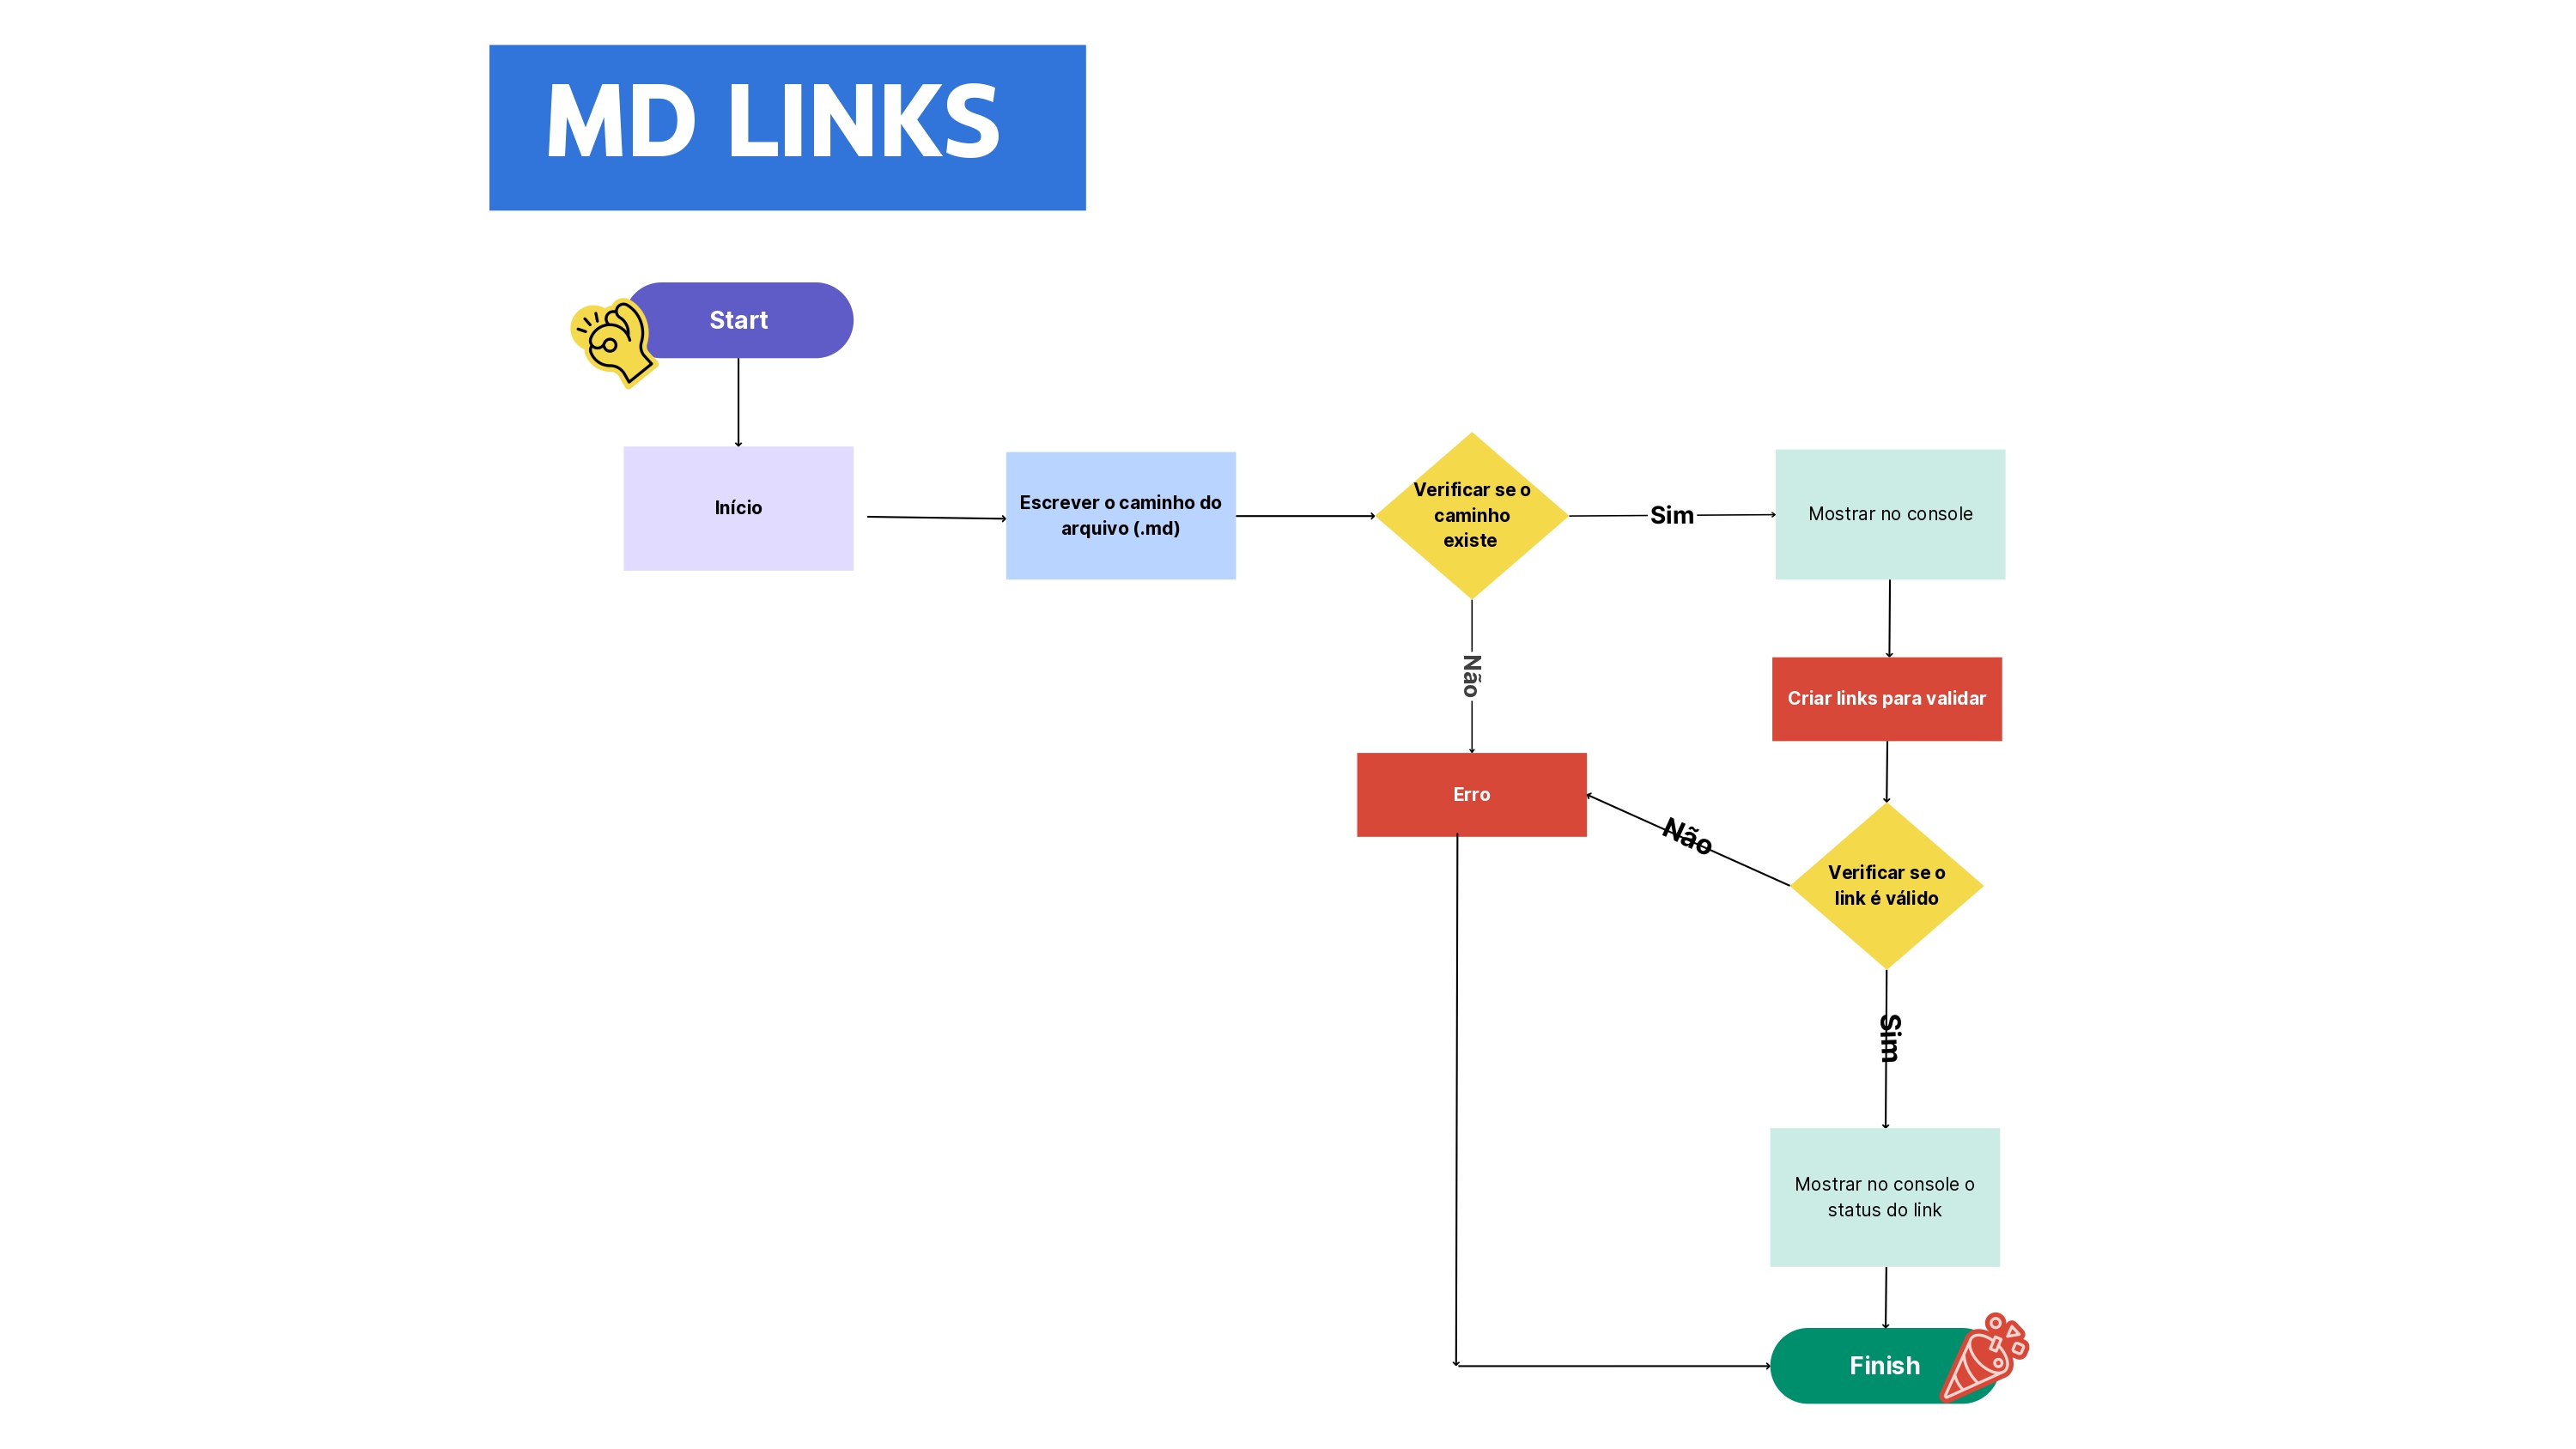 MD LINKS
Start
Início
Escrever o caminho do
arquivo (.md)
Verificar se o
caminho
existe
Sim
Mostrar no console
Não
Criar links para validar
Erro
Não
Verificar se o
link é válido
Sim
Mostrar no console o
status do link
Finish